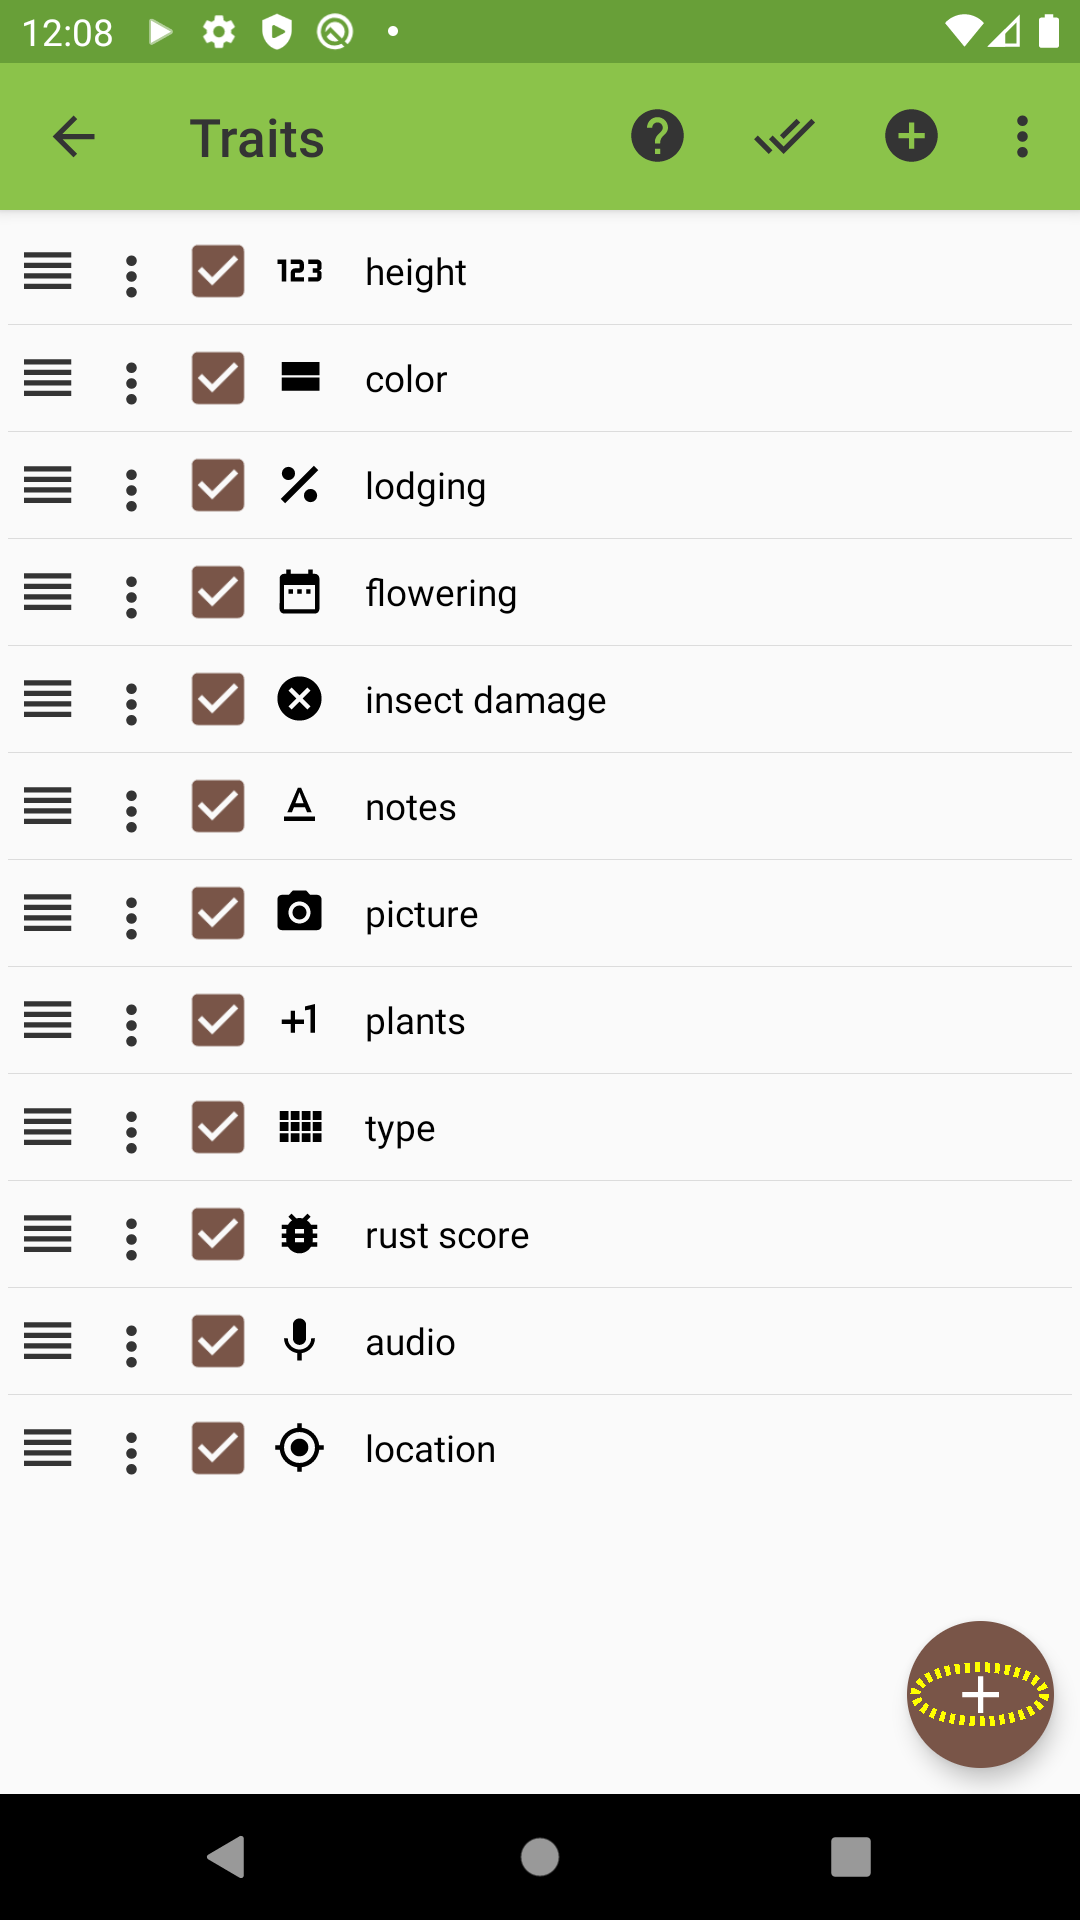 12:08
Traits
123 height
color
lodging
flowering
insect damage
A notes
picture
+1 plants
type
rust score
audio
location